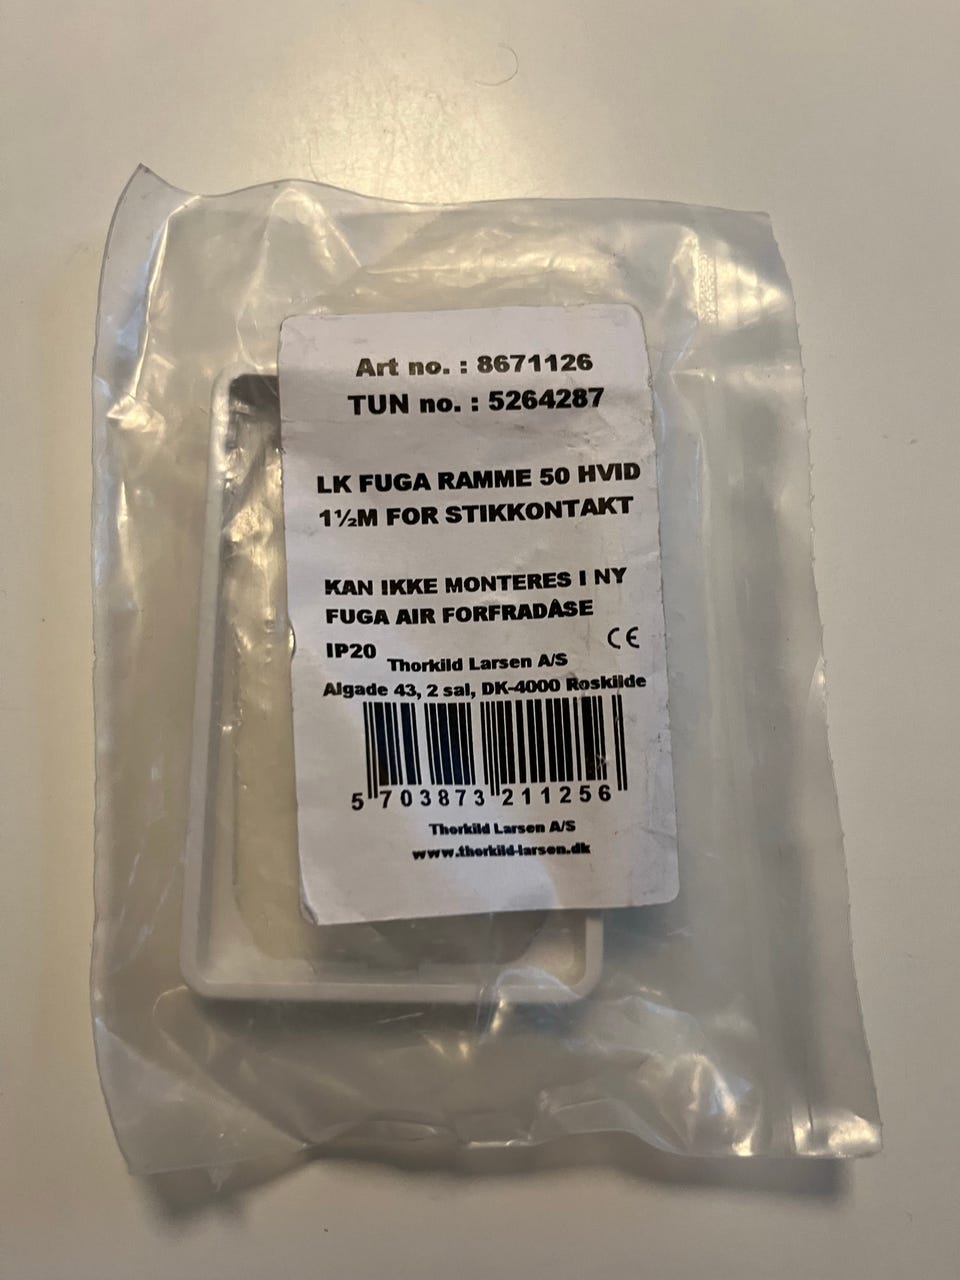 Art no. : 8671126
TUN no. : 5264287
LK FUGA RAMME 50 HVID
1½M FOR STIKKONTAKT
KAN IKKE MONTERES I NY
FUGA AIR FORFRADÅSE
IP20
CE
Thorkild Larsen A/S
Algade 43, 2 sal, DK-4000 Roskilde
5 703873 211256
Thorkild Larsen A/S
www.thorkild-larsen.dk